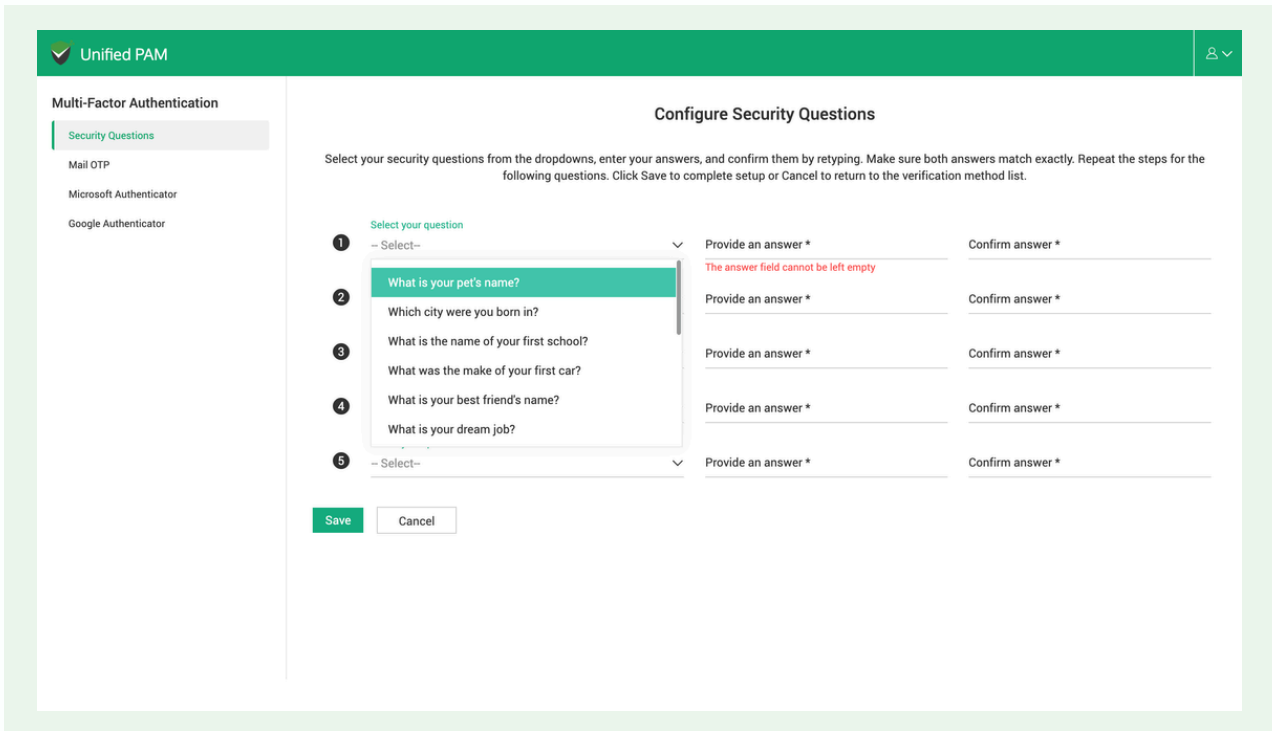 Unified PAM
Multi-Factor Authentication
Security Questions
Mail OTP
Microsoft Authenticator
Google Authenticator
Configure Security Questions
Select your security questions from the dropdowns, enter your answers, and confirm them by retyping. Make sure both answers match exactly. Repeat the steps for the
following questions. Click Save to complete setup or Cancel to return to the verification method list.
Select your question
1 -- Select-- Provide an answer * Confirm answer *
The answer field cannot be left empty
What is your pet's name?
2 Provide an answer * Confirm answer *
Which city were you born in?
What is the name of your first school?
3 Provide an answer * Confirm answer *
What was the make of your first car?
What is your best friend's name?
4 Provide an answer * Confirm answer *
What is your dream job?
5 -- Select-- Provide an answer * Confirm answer *
Save Cancel